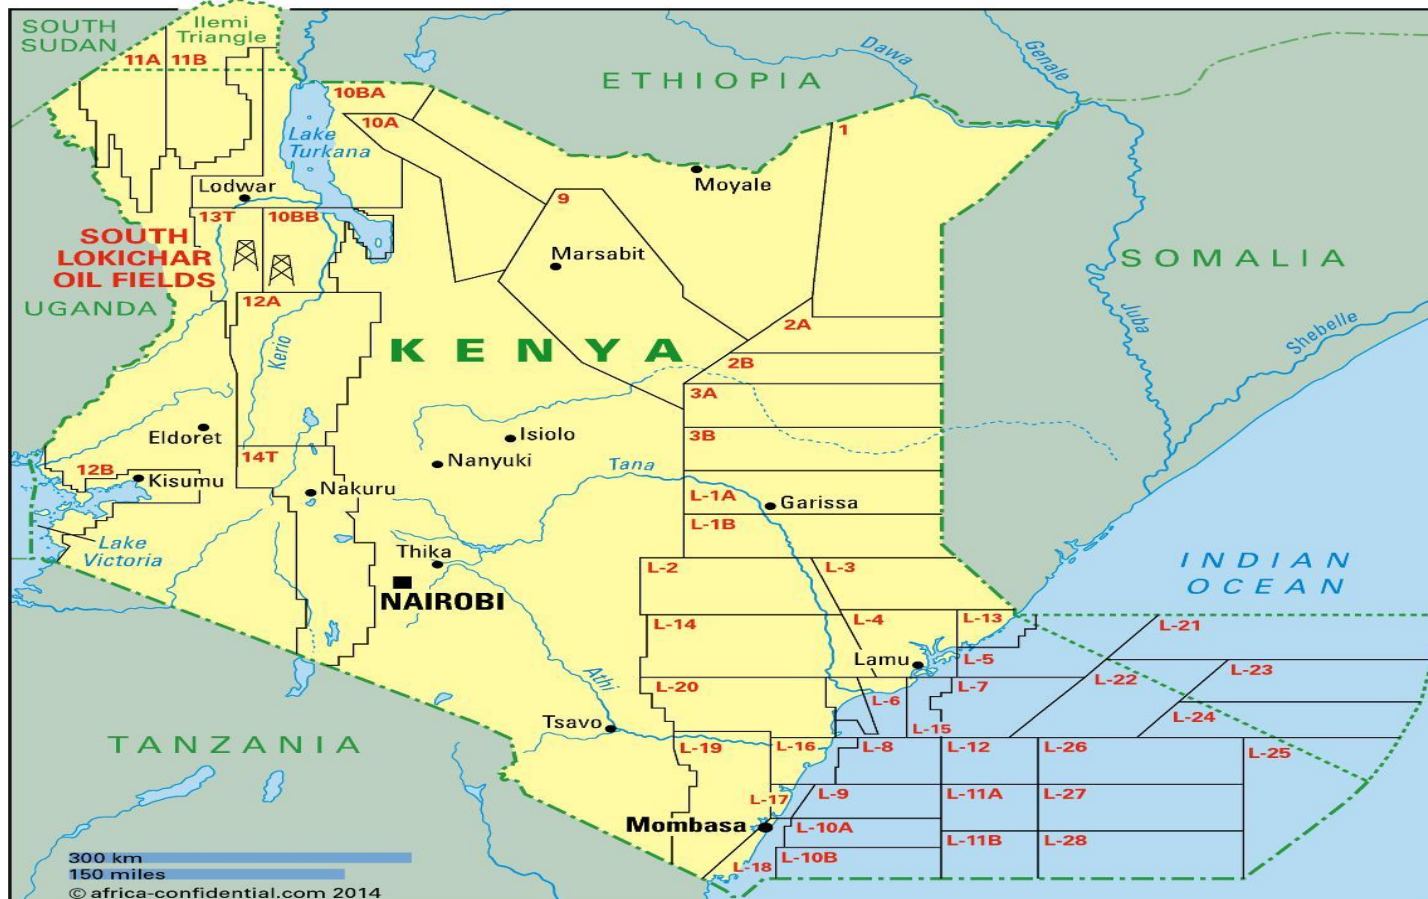 SOUTH
SUDAN
Ilemi
Triangle
11A
11B
ETHIOPIA
Dawa
Genale
10BA
10A
1
Lake
Turkana
Moyale
Lodwar
9
13T
10BB
SOUTH
LOKICHAR
OIL FIELDS
Marsabit
SOMALIA
UGANDA
12A
2A
Juba
Shebelle
Kerio
KENYA
2B
3A
Eldoret
Isiolo
3B
14T
Nanyuki
Tana
12B
Kisumu
Nakuru
L-1A
Garissa
L-1B
Lake
Victoria
Thika
L-2
L-3
INDIAN
OCEAN
NAIROBI
L-14
L-4
L-13
L-21
Lamu
L-5
L-23
Athi
L-20
L-6
L-7
L-22
Tsavo
L-15
L-24
TANZANIA
L-19
L-16
L-8
L-12
L-26
L-25
L-17
L-9
L-11A
L-27
Mombasa
L-10A
L-11B
L-28
300 km
L-10B
150 miles
L-18
© africa-confidential.com 2014